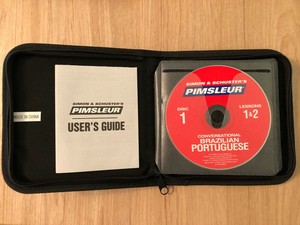 SIMON & SCHUSTER'S
PIMSLEUR
USER'S GUIDE
MADE IN CHINA
SIMON & SCHUSTER'S
PIMSLEUR
DISC
1
LESSONS
1&2
CONVERSATIONAL
BRAZILIAN
PORTUGUESE